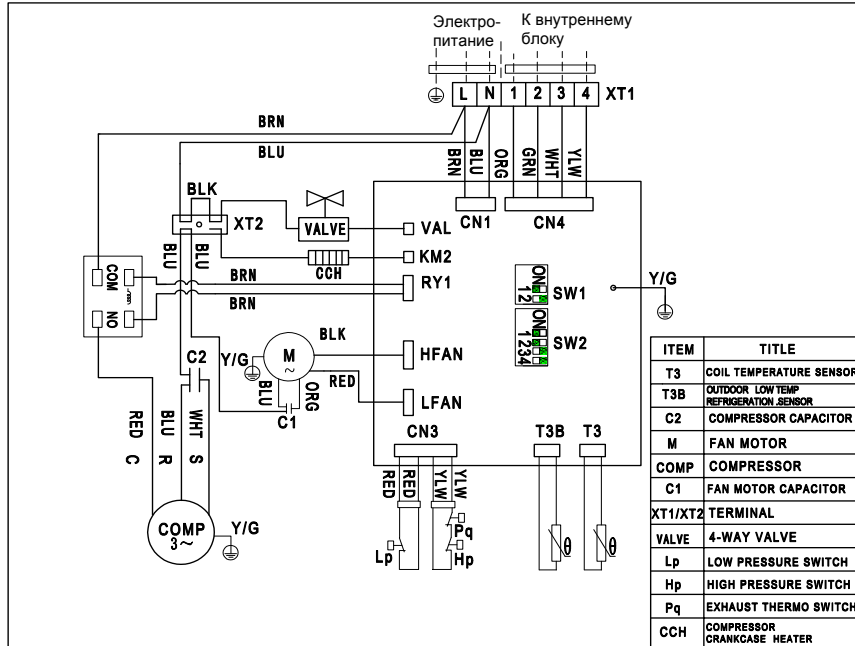 Электро-
питание
К внутреннему
блоку
L N 1 2 3 4 XT1
BRN
BLU
BRN BLU ORG GRN WHT YLW
BLK
XT2
VALVE
VAL
CN1
CN4
CCH
KM2
BLU BLU
COM
NO
BRN
BRN
RY1
ON
1 2
SW1
Y/G
ON
1234
SW2
BLK
HFAN
M
~
Y/G
RED
LFAN
C2
BLU
ORG
C1
RED C
BLU R
WHT S
CN3
T3B
T3
RED RED YLW YLW
COMP
3~
Y/G
Lp
Pq
Hp
θ
θ
ITEM TITLE
T3 COIL TEMPERATURE SENSOR
T3B OUTDOOR LOW TEMP
REFRIGERATION .SENSOR
C2 COMPRESSOR CAPACITOR
M FAN MOTOR
COMP COMPRESSOR
C1 FAN MOTOR CAPACITOR
XT1/XT2 TERMINAL
VALVE 4-WAY VALVE
Lp LOW PRESSURE SWITCH
Hp HIGH PRESSURE SWITCH
Pq EXHAUST THERMO SWITCH
CCH COMPRESSOR
CRANKCASE HEATER